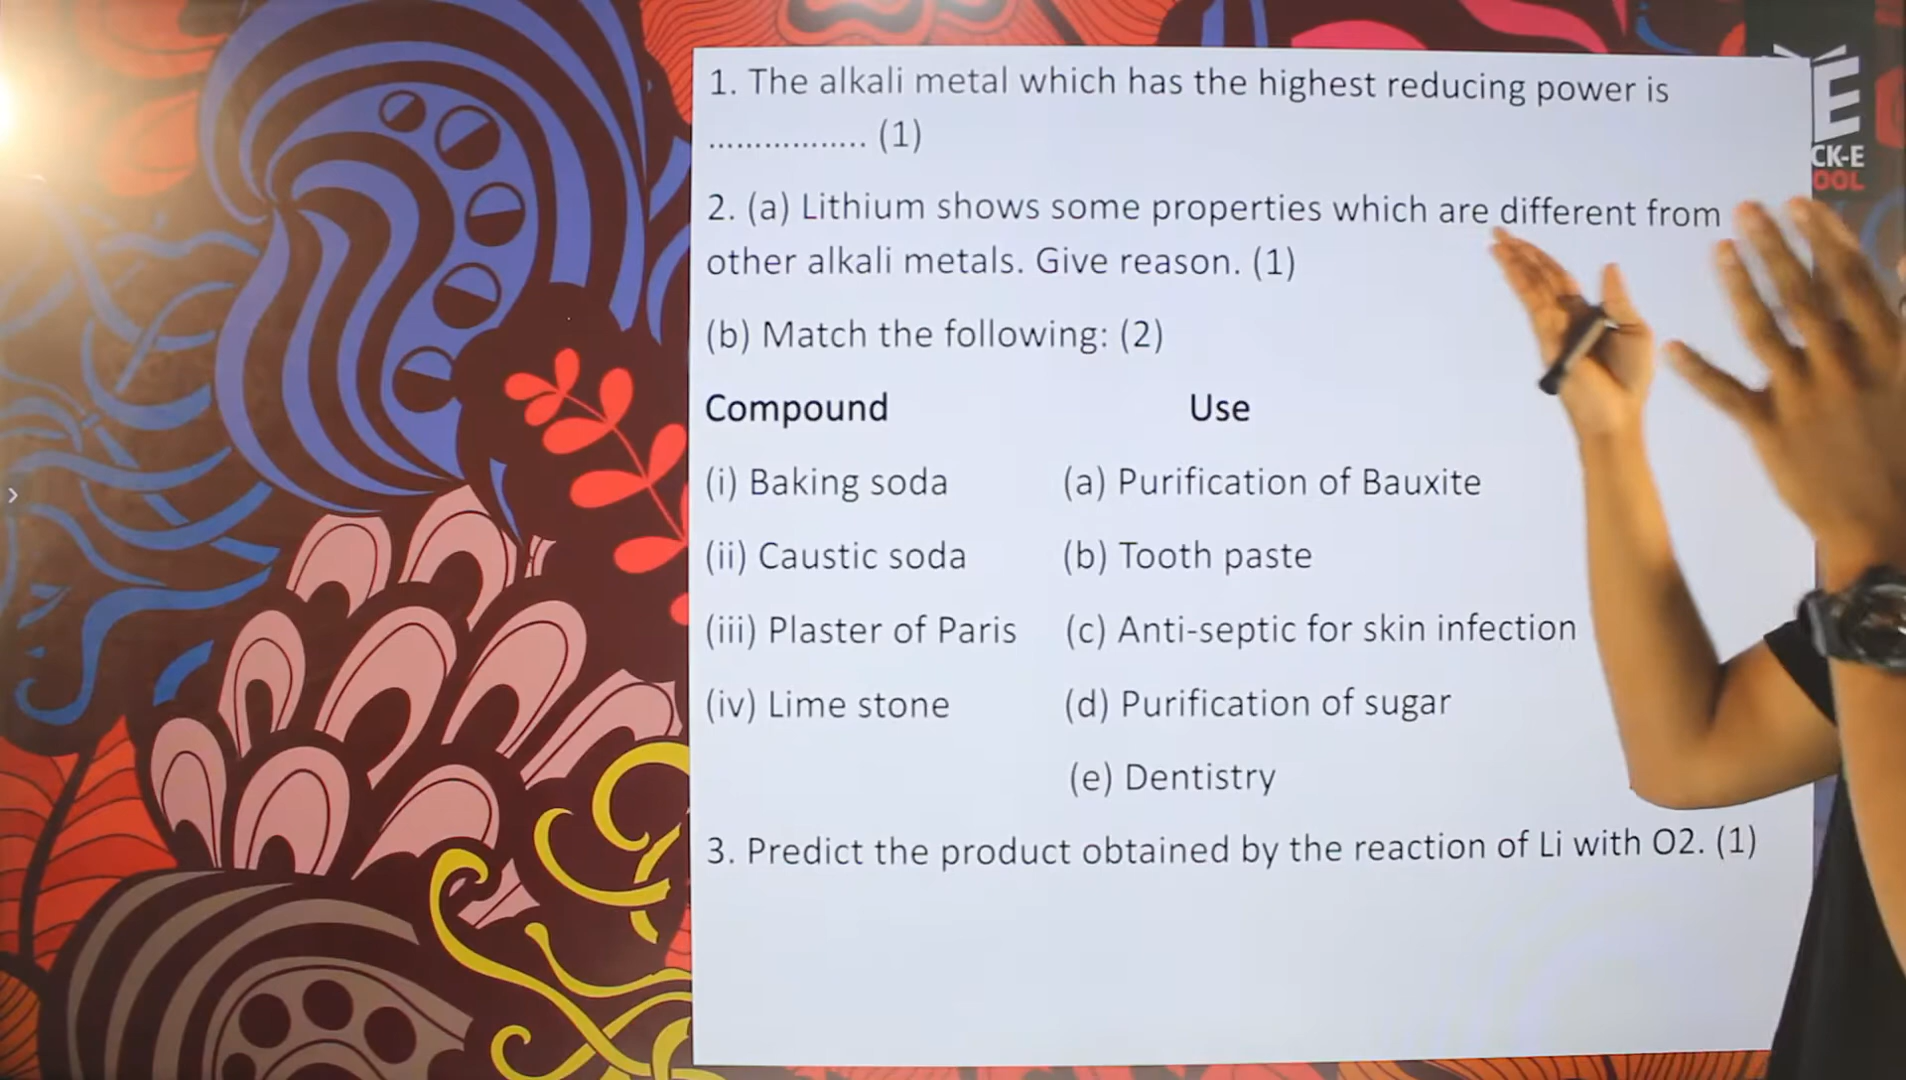 1. The alkali metal which has the highest reducing power is
................. (1)
2. (a) Lithium shows some properties which are different from
other alkali metals. Give reason. (1)
(b) Match the following: (2)
Compound Use
(i) Baking soda (a) Purification of Bauxite
(ii) Caustic soda (b) Tooth paste
(iii) Plaster of Paris (c) Anti-septic for skin infection
(iv) Lime stone (d) Purification of sugar
(e) Dentistry
3. Predict the product obtained by the reaction of Li with O2. (1)
E
CK-E
OOL